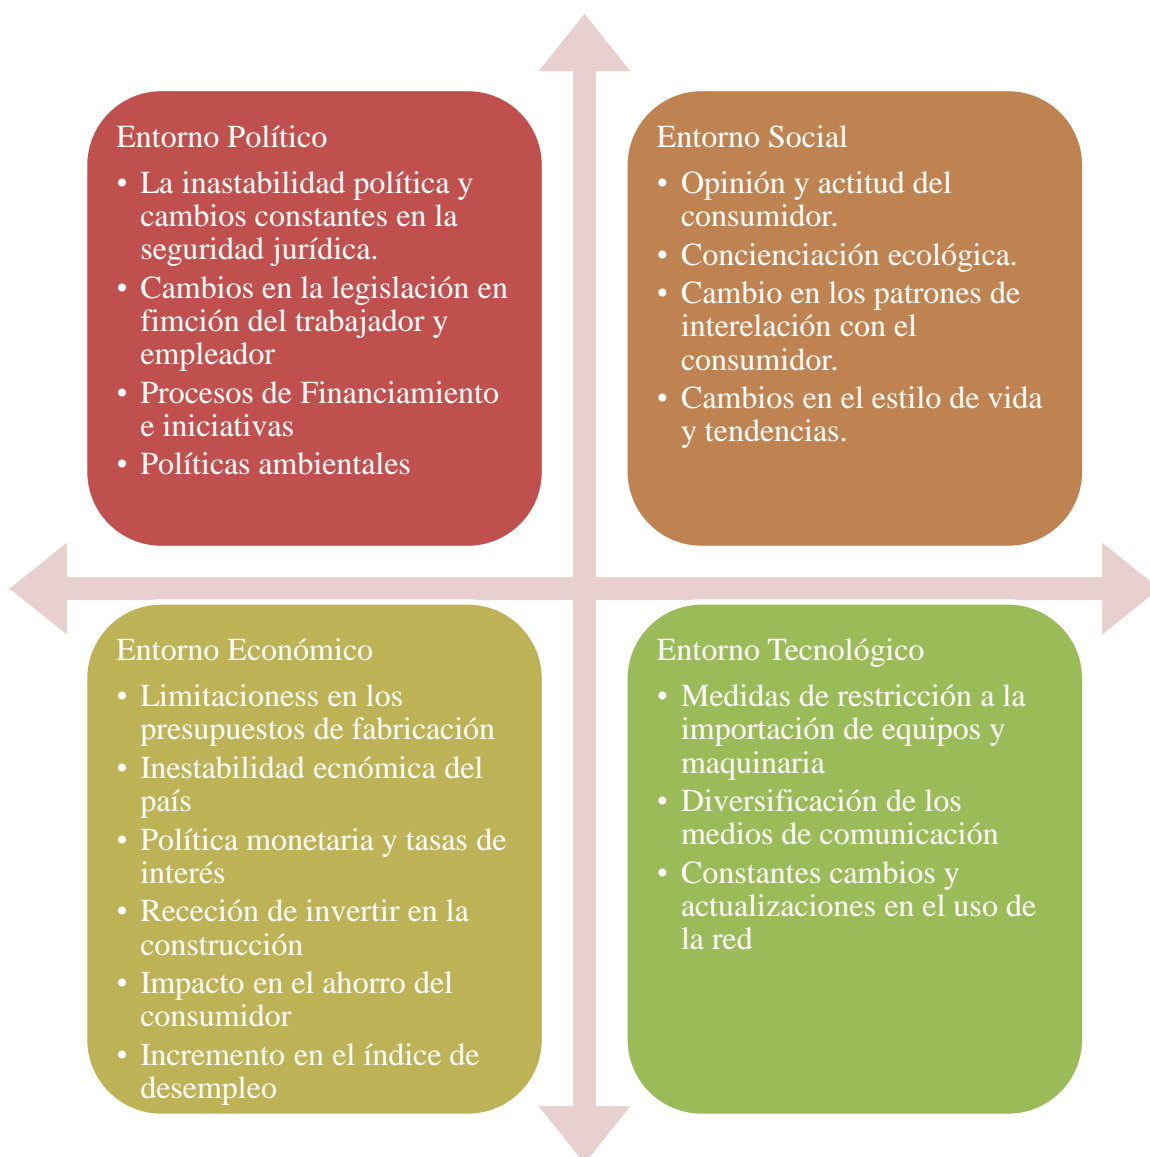 Entorno Político
• La inastabilidad política y
cambios constantes en la
seguridad jurídica.
• Cambios en la legislación en
fimción del trabajador y
empleador
• Procesos de Financiamiento
e iniciativas
• Políticas ambientales
Entorno Social
• Opinión y actitud del
consumidor.
• Concienciación ecológica.
• Cambio en los patrones de
interelación con el
consumidor.
• Cambios en el estilo de vida
y tendencias.
Entorno Económico
• Limitacioness en los
presupuestos de fabricación
• Inestabilidad ecnómica del
país
• Política monetaria y tasas de
interés
• Receción de invertir en la
construcción
• Impacto en el ahorro del
consumidor
• Incremento en el índice de
desempleo
Entorno Tecnológico
• Medidas de restricción a la
importación de equipos y
maquinaria
• Diversificación de los
medios de comunicación
• Constantes cambios y
actualizaciones en el uso de
la red